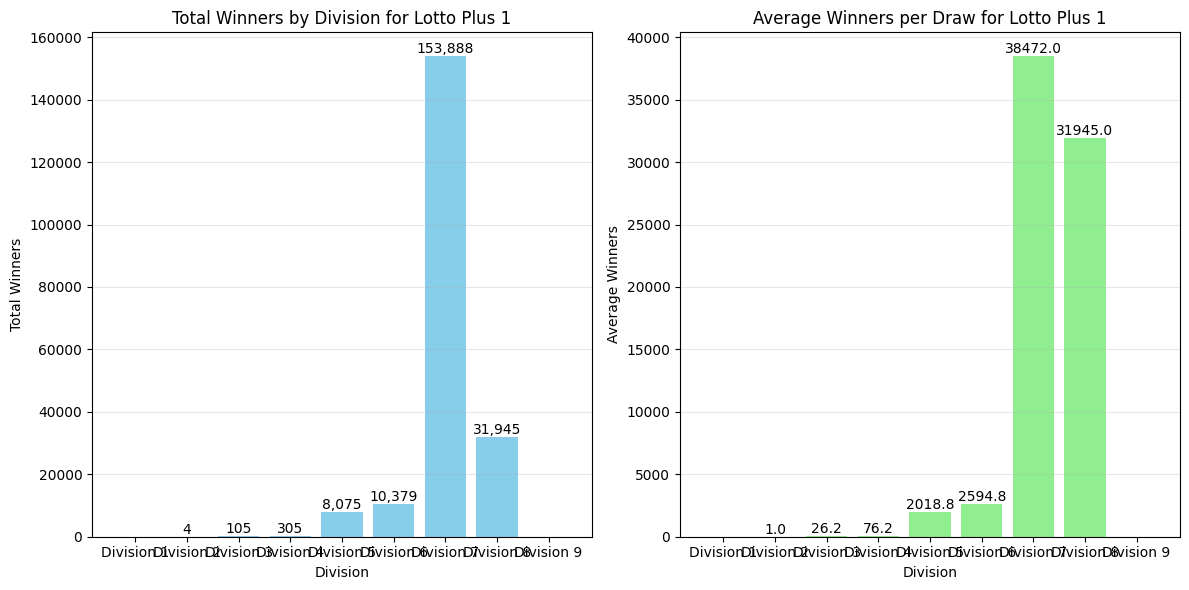 Total Winners by Division for Lotto Plus 1
160000
140000
120000
100000
80000
60000
40000
20000
0
Total Winners
4
105
305
8,075
10,379
153,888
31,945
Division 1
Division 2
Division 3
Division 4
Division 5
Division 6
Division 7
Division 8
Division 9
Division
Average Winners per Draw for Lotto Plus 1
40000
35000
30000
25000
20000
15000
10000
5000
0
Average Winners
1.0
26.2
76.2
2018.8
2594.8
38472.0
31945.0
Division 1
Division 2
Division 3
Division 4
Division 5
Division 6
Division 7
Division 8
Division 9
Division